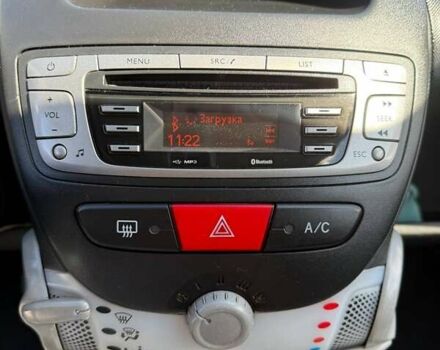 MENU SRC/ LIST
+
VOL
−
Загрузка
11:22
SEEK
MP3 Bluetooth
ESC
A/C